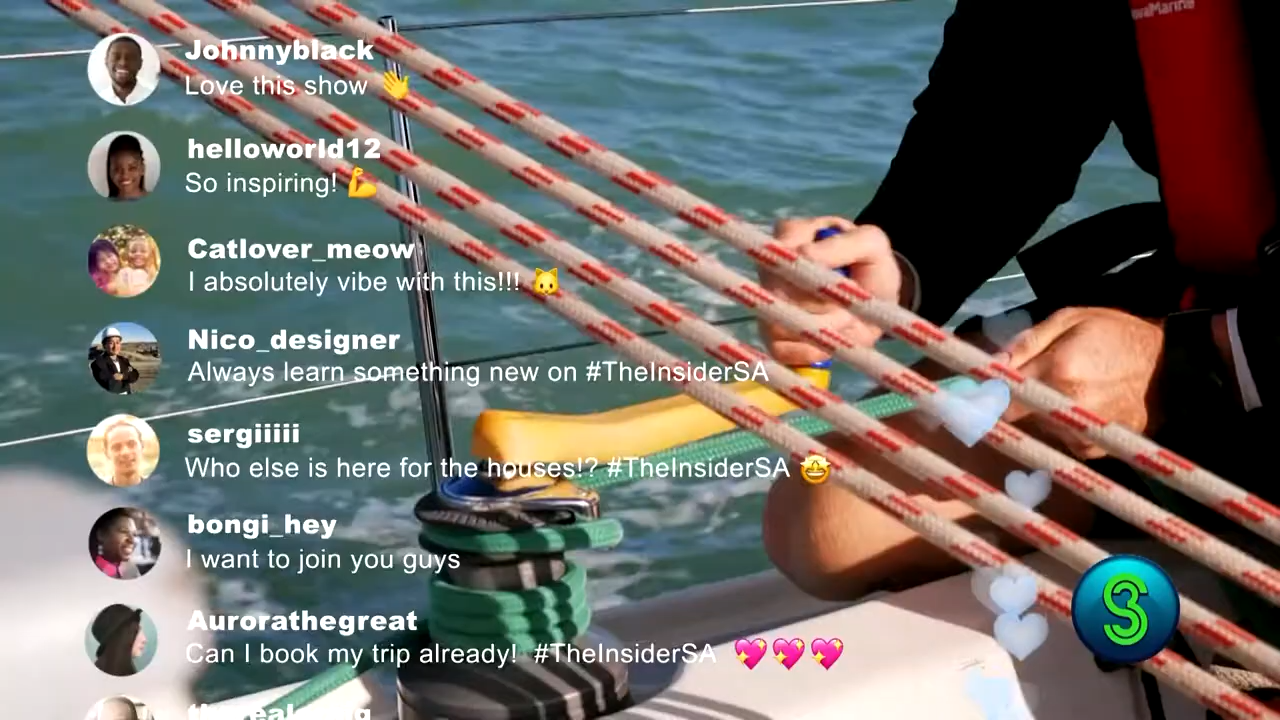 Johnnyblack
Love this show 👋
helloworld12
So inspiring! 💪
Catlover_meow
I absolutely vibe with this!!! 🐱
Nico_designer
Always learn something new on #TheInsiderSA
sergiiiii
Who else is here for the houses!? #TheInsiderSA 🤩
bongi_hey
I want to join you guys
Aurorathegreat
Can I book my trip already! #TheInsiderSA 💖💖💖
S3